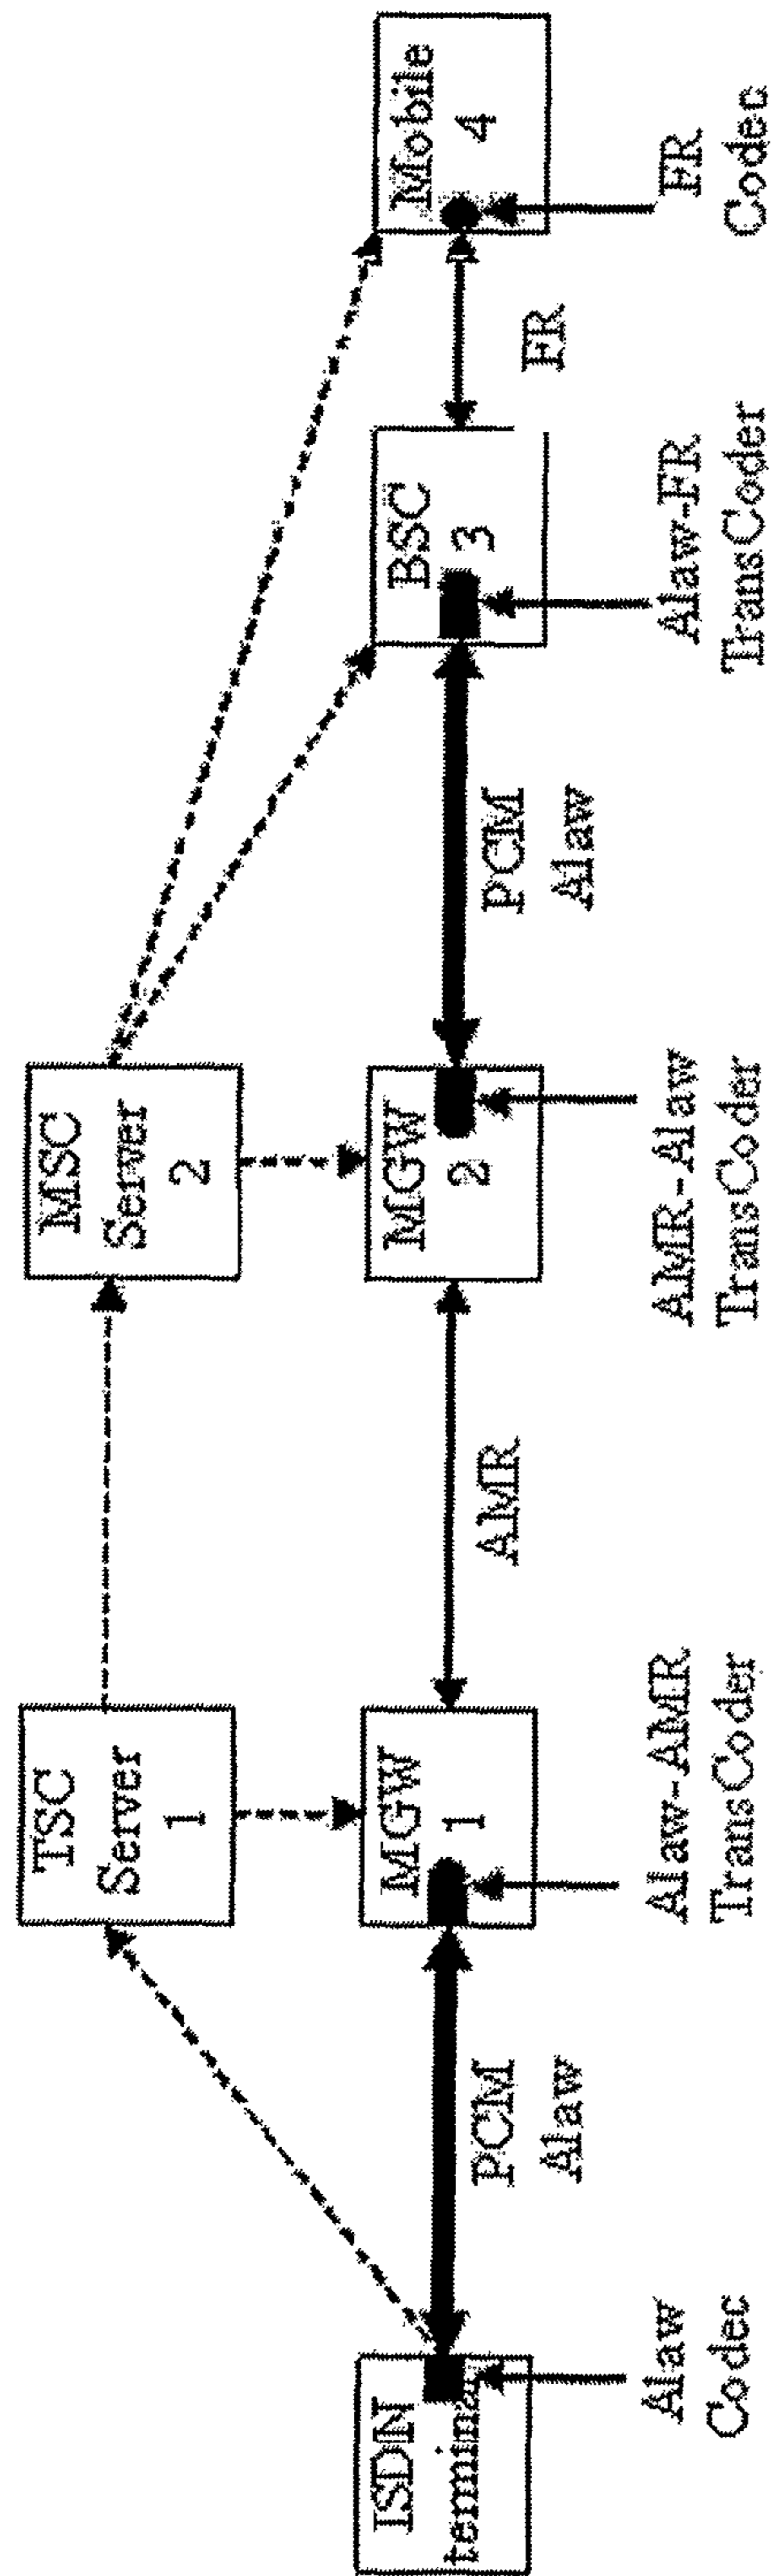 TSC
Server
1
MSC
Server
2
ISDN
terminal
MGW
1
MGW
2
BSC
3
Mobile
4
PCM
Alaw
AMR
PCM
Alaw
FR
Alaw
Codec
Alaw-AMR
TransCoder
AMR-Alaw
TransCoder
Alaw-FR
TransCoder
FR
Codec